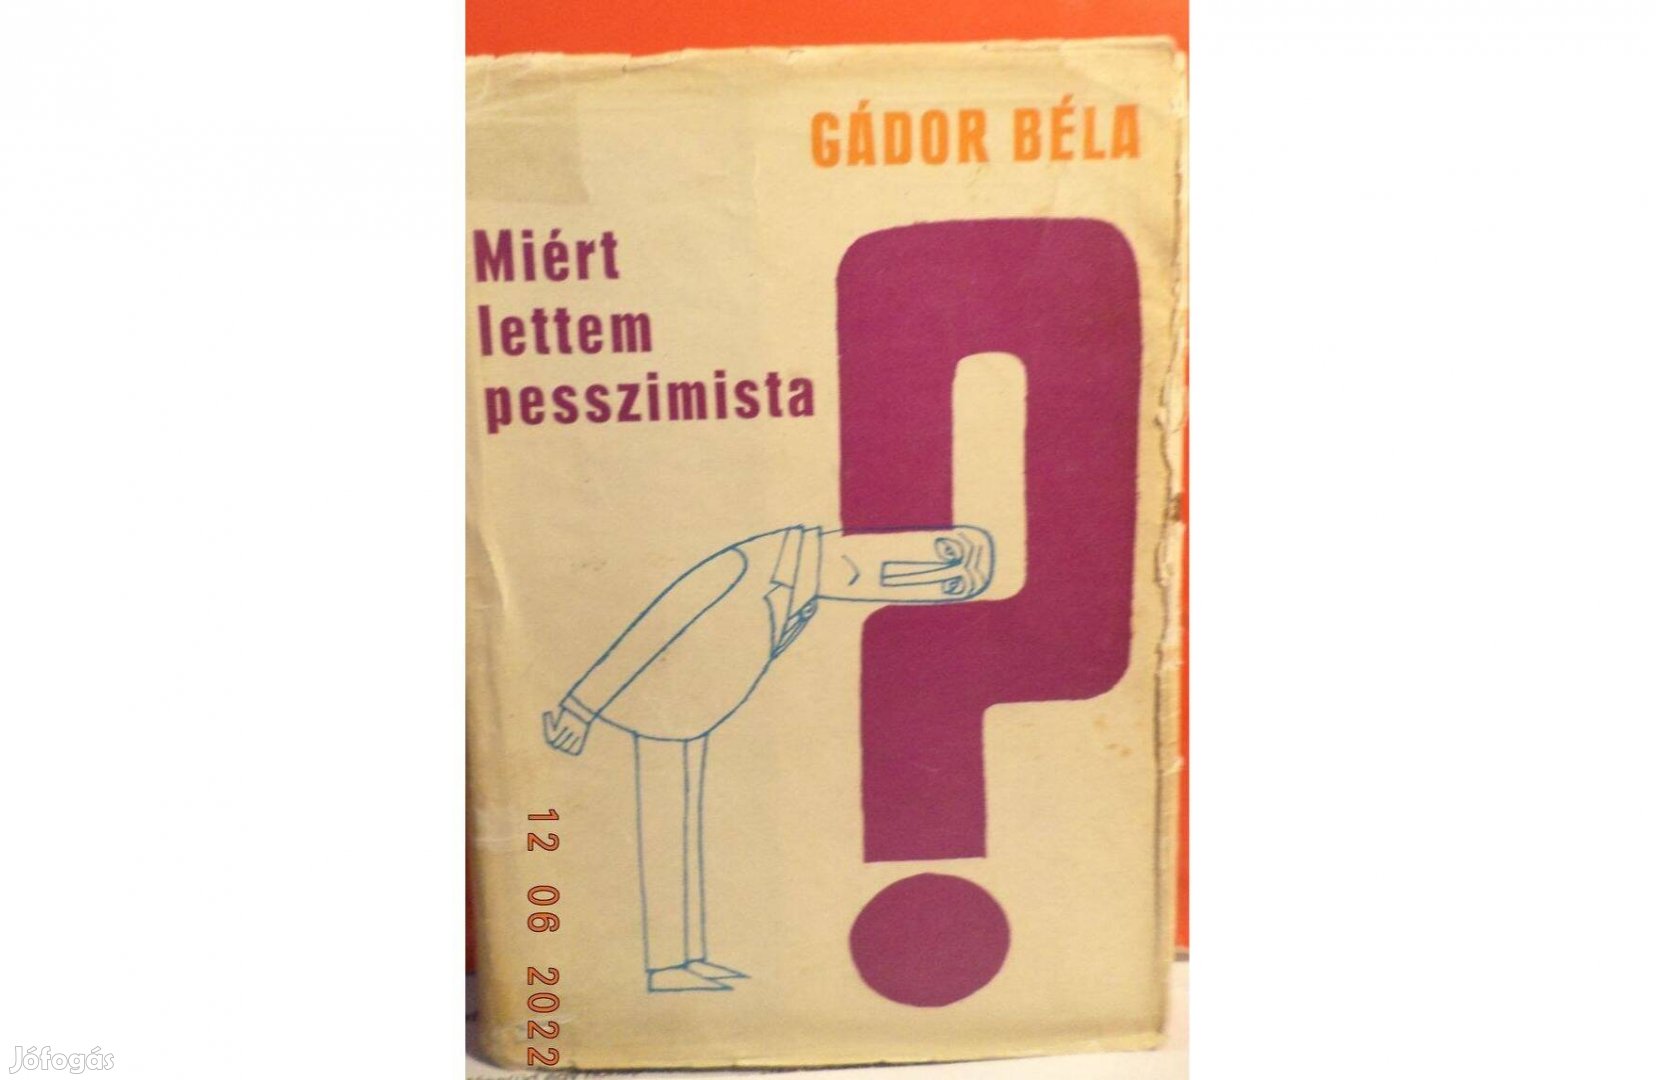 GÁDOR BÉLA
Miért
lettem
pesszimista
?
12 06 2022
Jófogás